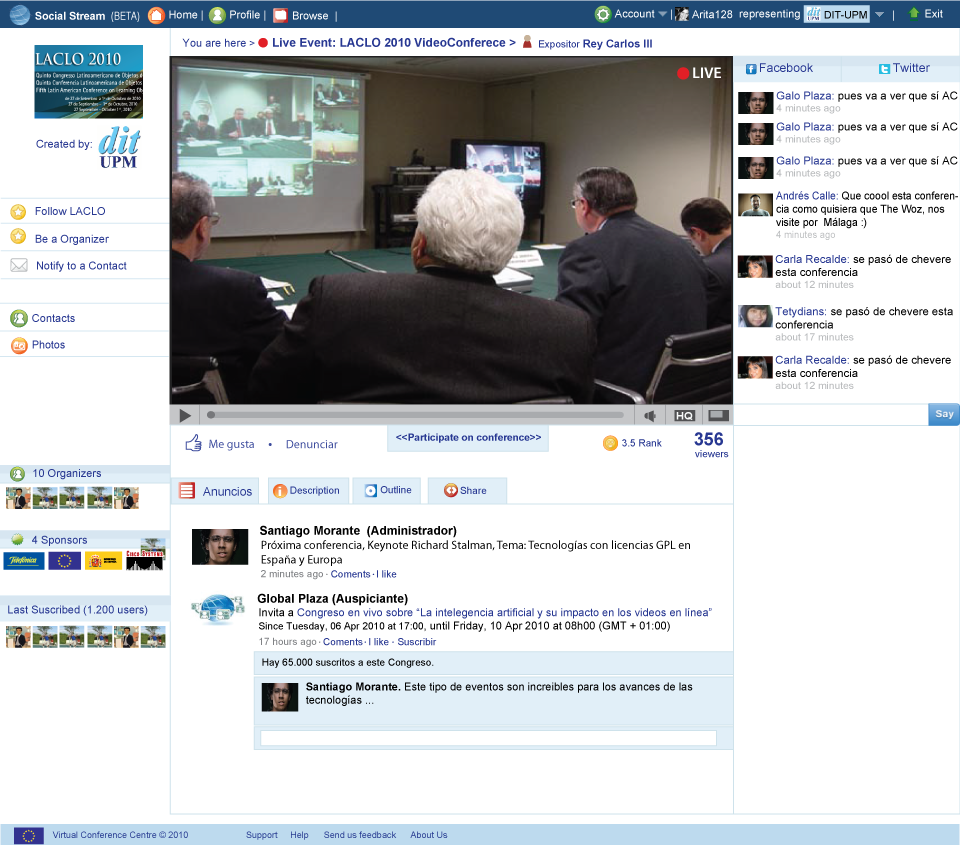 Social Stream (BETA) Home | Profile | Browse |
Account | Arita128 representing dit UPM DIT-UPM | Exit
You are here > Live Event: LACLO 2010 VideoConferece > Expositor Rey Carlos III
LACLO 2010
Quinto Congreso Latinoamericano de Objetos de
Quinta Conferencia Latinoamericana de Objetos
Fifth Latin American Conference on Learning Obj
Created by: dit
UPM
Follow LACLO
Be a Organizer
Notify to a Contact
Contacts
Photos
10 Organizers
4 Sponsors
Telefónica
CISCO SYSTEMS
Last Suscribed (1.200 users)
LIVE
HQ
Me gusta • Denunciar
<<Participate on conference>>
3.5 Rank
356
viewers
Anuncios
Description
Outline
Share
Santiago Morante (Administrador)
Próxima conferencia, Keynote Richard Stalman, Tema: Tecnologías con licencias GPL en
España y Europa
2 minutes ago · Coments · I like
Global Plaza (Auspiciante)
Invita a Congreso en vivo sobre “La intelegencia artificial y su impacto en los videos en línea”
Since Tuesday, 06 Apr 2010 at 17:00, until Friday, 10 Apr 2010 at 08h00 (GMT + 01:00)
17 hours ago · Coments · I like · Suscribir
Hay 65.000 suscritos a este Congreso.
Santiago Morante. Este tipo de eventos son increibles para los avances de las
tecnologías ...
Facebook
Twitter
Galo Plaza: pues va a ver que sí AC
4 minutes ago
Galo Plaza: pues va a ver que sí AC
4 minutes ago
Galo Plaza: pues va a ver que sí AC
4 minutes ago
Andrés Calle: Que coool esta conferen-
cia como quisiera que The Woz, nos
visite por Málaga :)
4 minutes ago
Carla Recalde: se pasó de chevere
esta conferencia
about 12 minutes
Tetydians: se pasó de chevere esta
conferencia
about 17 minutes
Carla Recalde: se pasó de chevere
esta conferencia
about 12 minutes
Say
Virtual Conference Centre © 2010
Support Help Send us feedback About Us